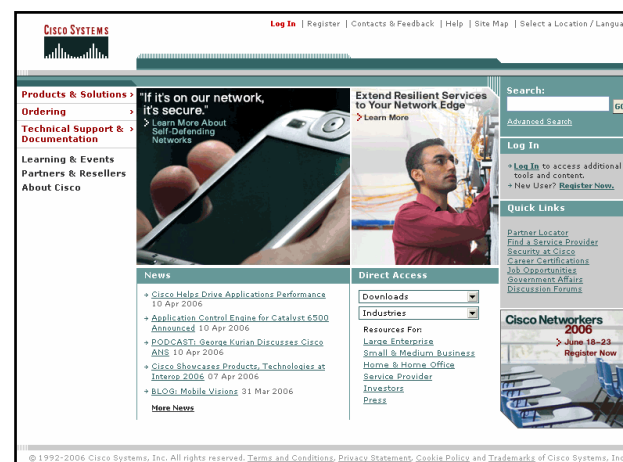 CISCO SYSTEMS
Log In | Register | Contacts & Feedback | Help | Site Map | Select a Location / Langua
Products & Solutions ›
Ordering ›
Technical Support & ›
Documentation
Learning & Events
Partners & Resellers
About Cisco
"If it's on our network,
it's secure."
Learn More About
Self-Defending
Networks
Extend Resilient Services
to Your Network Edge
Learn More
Search:
GO
Advanced Search
Log In
Log In to access additional
tools and content.
New User? Register Now.
Quick Links
Partner Locator
Find a Service Provider
Security at Cisco
Career Certifications
Job Opportunities
Government Affairs
Discussion Forums
News
Cisco Helps Drive Applications Performance
10 Apr 2006
Application Control Engine for Catalyst 6500
Announced 10 Apr 2006
PODCAST: George Kurian Discusses Cisco
ANS 10 Apr 2006
Cisco Showcases Products, Technologies at
Interop 2006 07 Apr 2006
BLOG: Mobile Visions 31 Mar 2006
More News
Direct Access
Downloads
Industries
Resources For:
Large Enterprise
Small & Medium Business
Home & Home Office
Service Provider
Investors
Press
Cisco Networkers
2006
June 18–23
Register Now
© 1992-2006 Cisco Systems, Inc. All rights reserved. Terms and Conditions, Privacy Statement, Cookie Policy and Trademarks of Cisco Systems, Inc